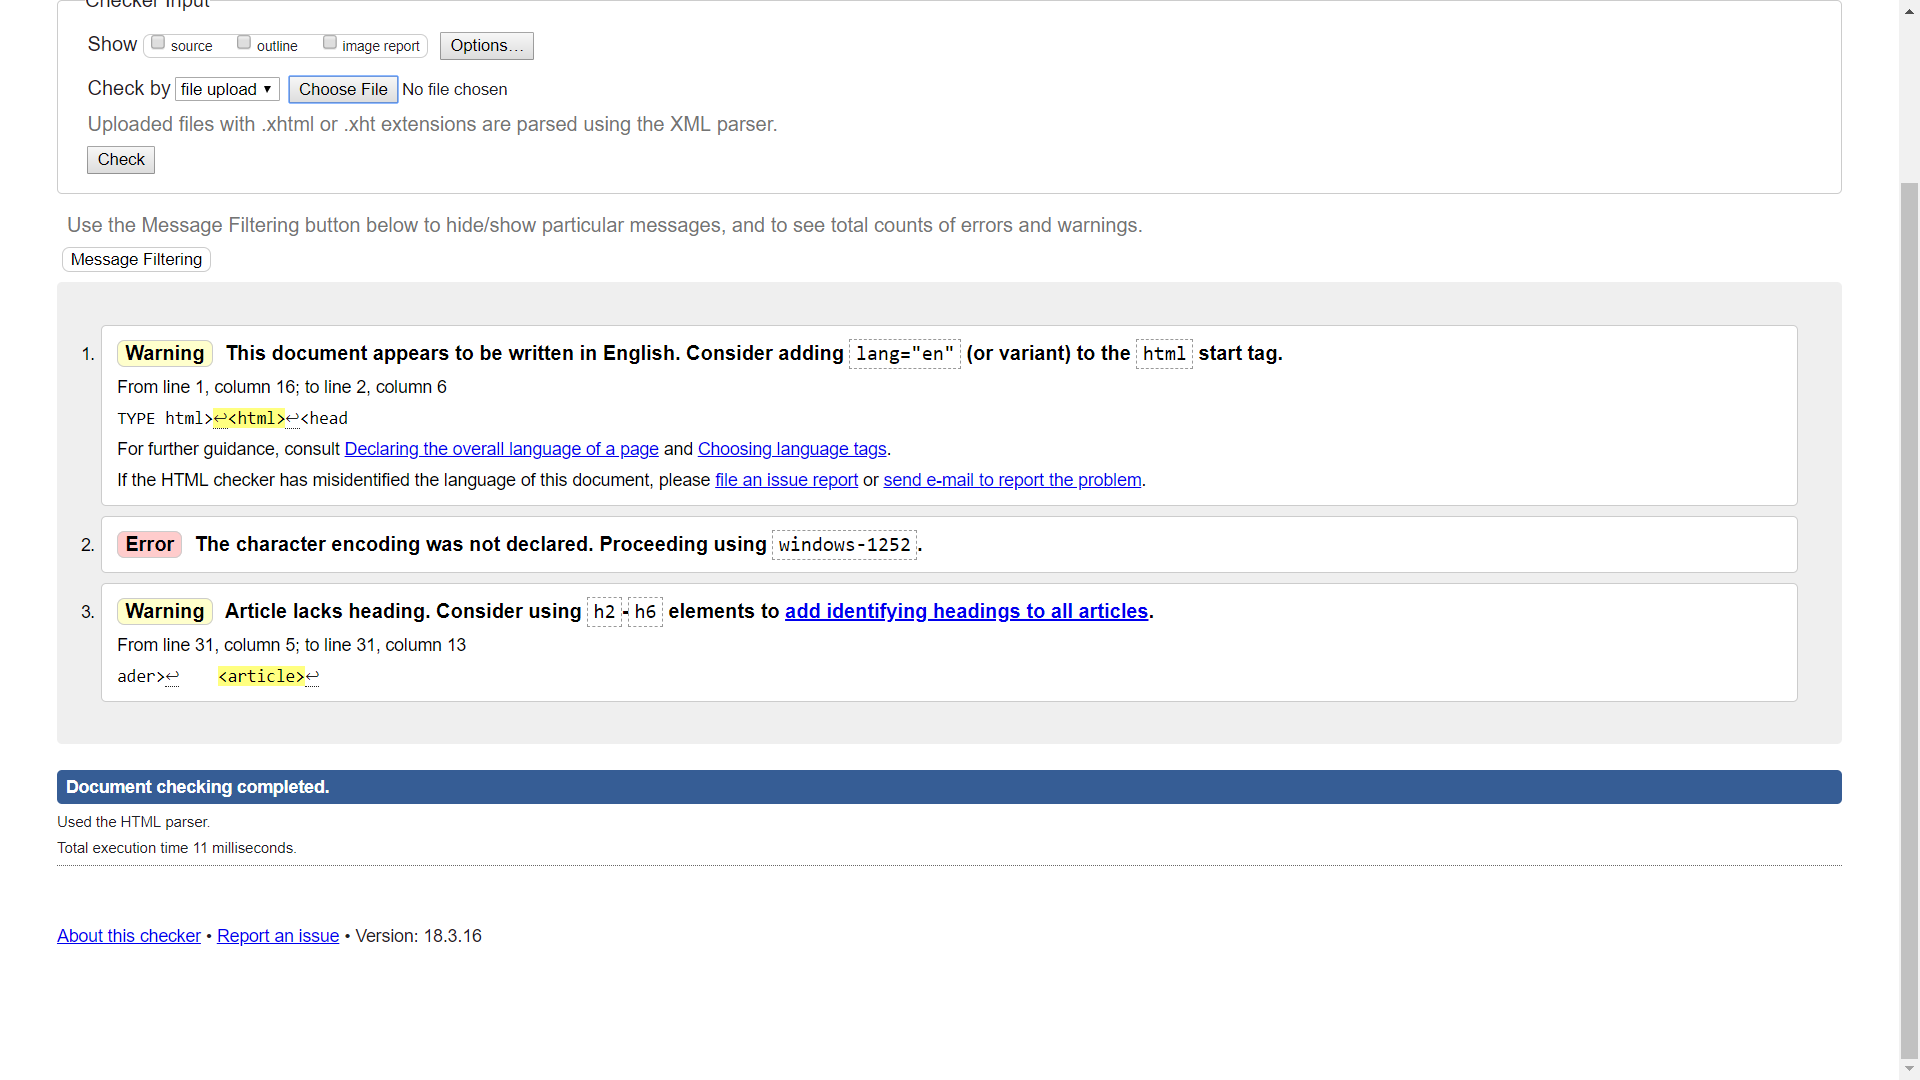 Checker Input
Show source outline image report Options...
Check by file upload ▼ Choose File No file chosen
Uploaded files with .xhtml or .xht extensions are parsed using the XML parser.
Check
Use the Message Filtering button below to hide/show particular messages, and to see total counts of errors and warnings.
Message Filtering
1. Warning This document appears to be written in English. Consider adding lang="en" (or variant) to the html start tag.
From line 1, column 16; to line 2, column 6
TYPE html>↩<html>↩<head
For further guidance, consult Declaring the overall language of a page and Choosing language tags.
If the HTML checker has misidentified the language of this document, please file an issue report or send e-mail to report the problem.
2. Error The character encoding was not declared. Proceeding using windows-1252.
3. Warning Article lacks heading. Consider using h2-h6 elements to add identifying headings to all articles.
From line 31, column 5; to line 31, column 13
ader>↩    <article>↩
Document checking completed.
Used the HTML parser.
Total execution time 11 milliseconds.
About this checker • Report an issue • Version: 18.3.16